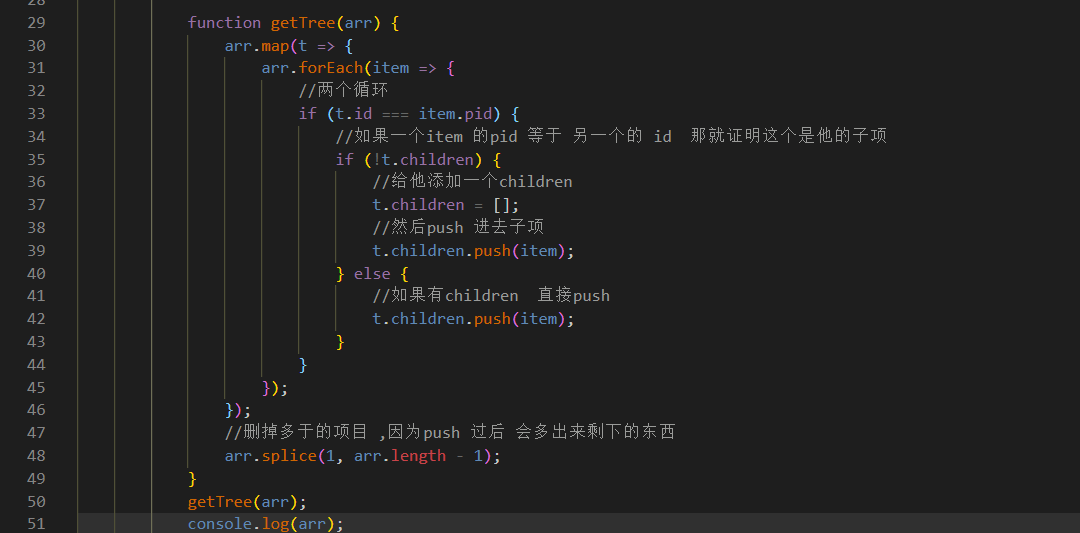 28
29 function getTree(arr) {
30 arr.map(t => {
31 arr.forEach(item => {
32 //两个循环
33 if (t.id === item.pid) {
34 //如果一个item 的pid 等于 另一个的 id  那就证明这个是他的子项
35 if (!t.children) {
36 //给他添加一个children
37 t.children = [];
38 //然后push 进去子项
39 t.children.push(item);
40 } else {
41 //如果有children  直接push
42 t.children.push(item);
43 }
44 }
45 });
46 });
47 //删掉多于的项目 ,因为push 过后 会多出来剩下的东西
48 arr.splice(1, arr.length - 1);
49 }
50 getTree(arr);
51 console.log(arr);